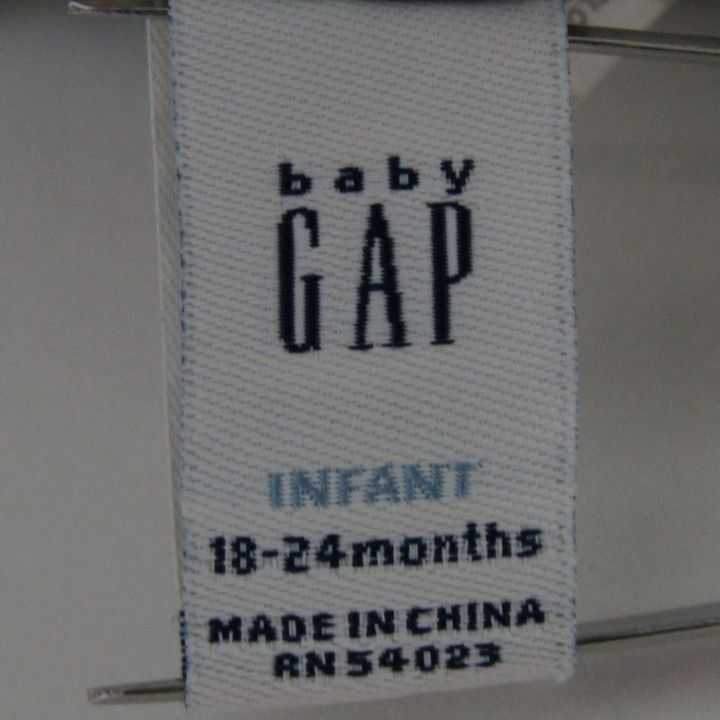 baby
GAP
INFANT
18-24months
MADE IN CHINA
RN54023